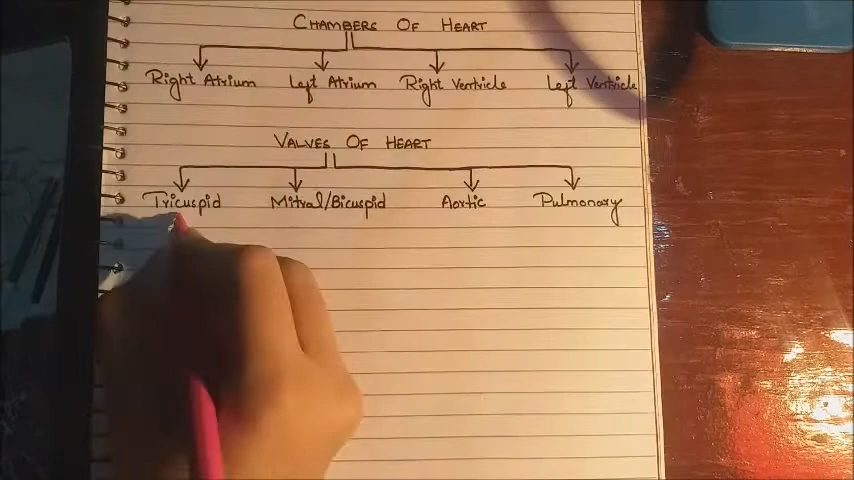 CHAMBERS OF HEART
Right Atrium Left Atrium Right Ventricle Left Ventricle
VALVES OF HEART
Tricuspid Mitral/Bicuspid Aortic Pulmonary